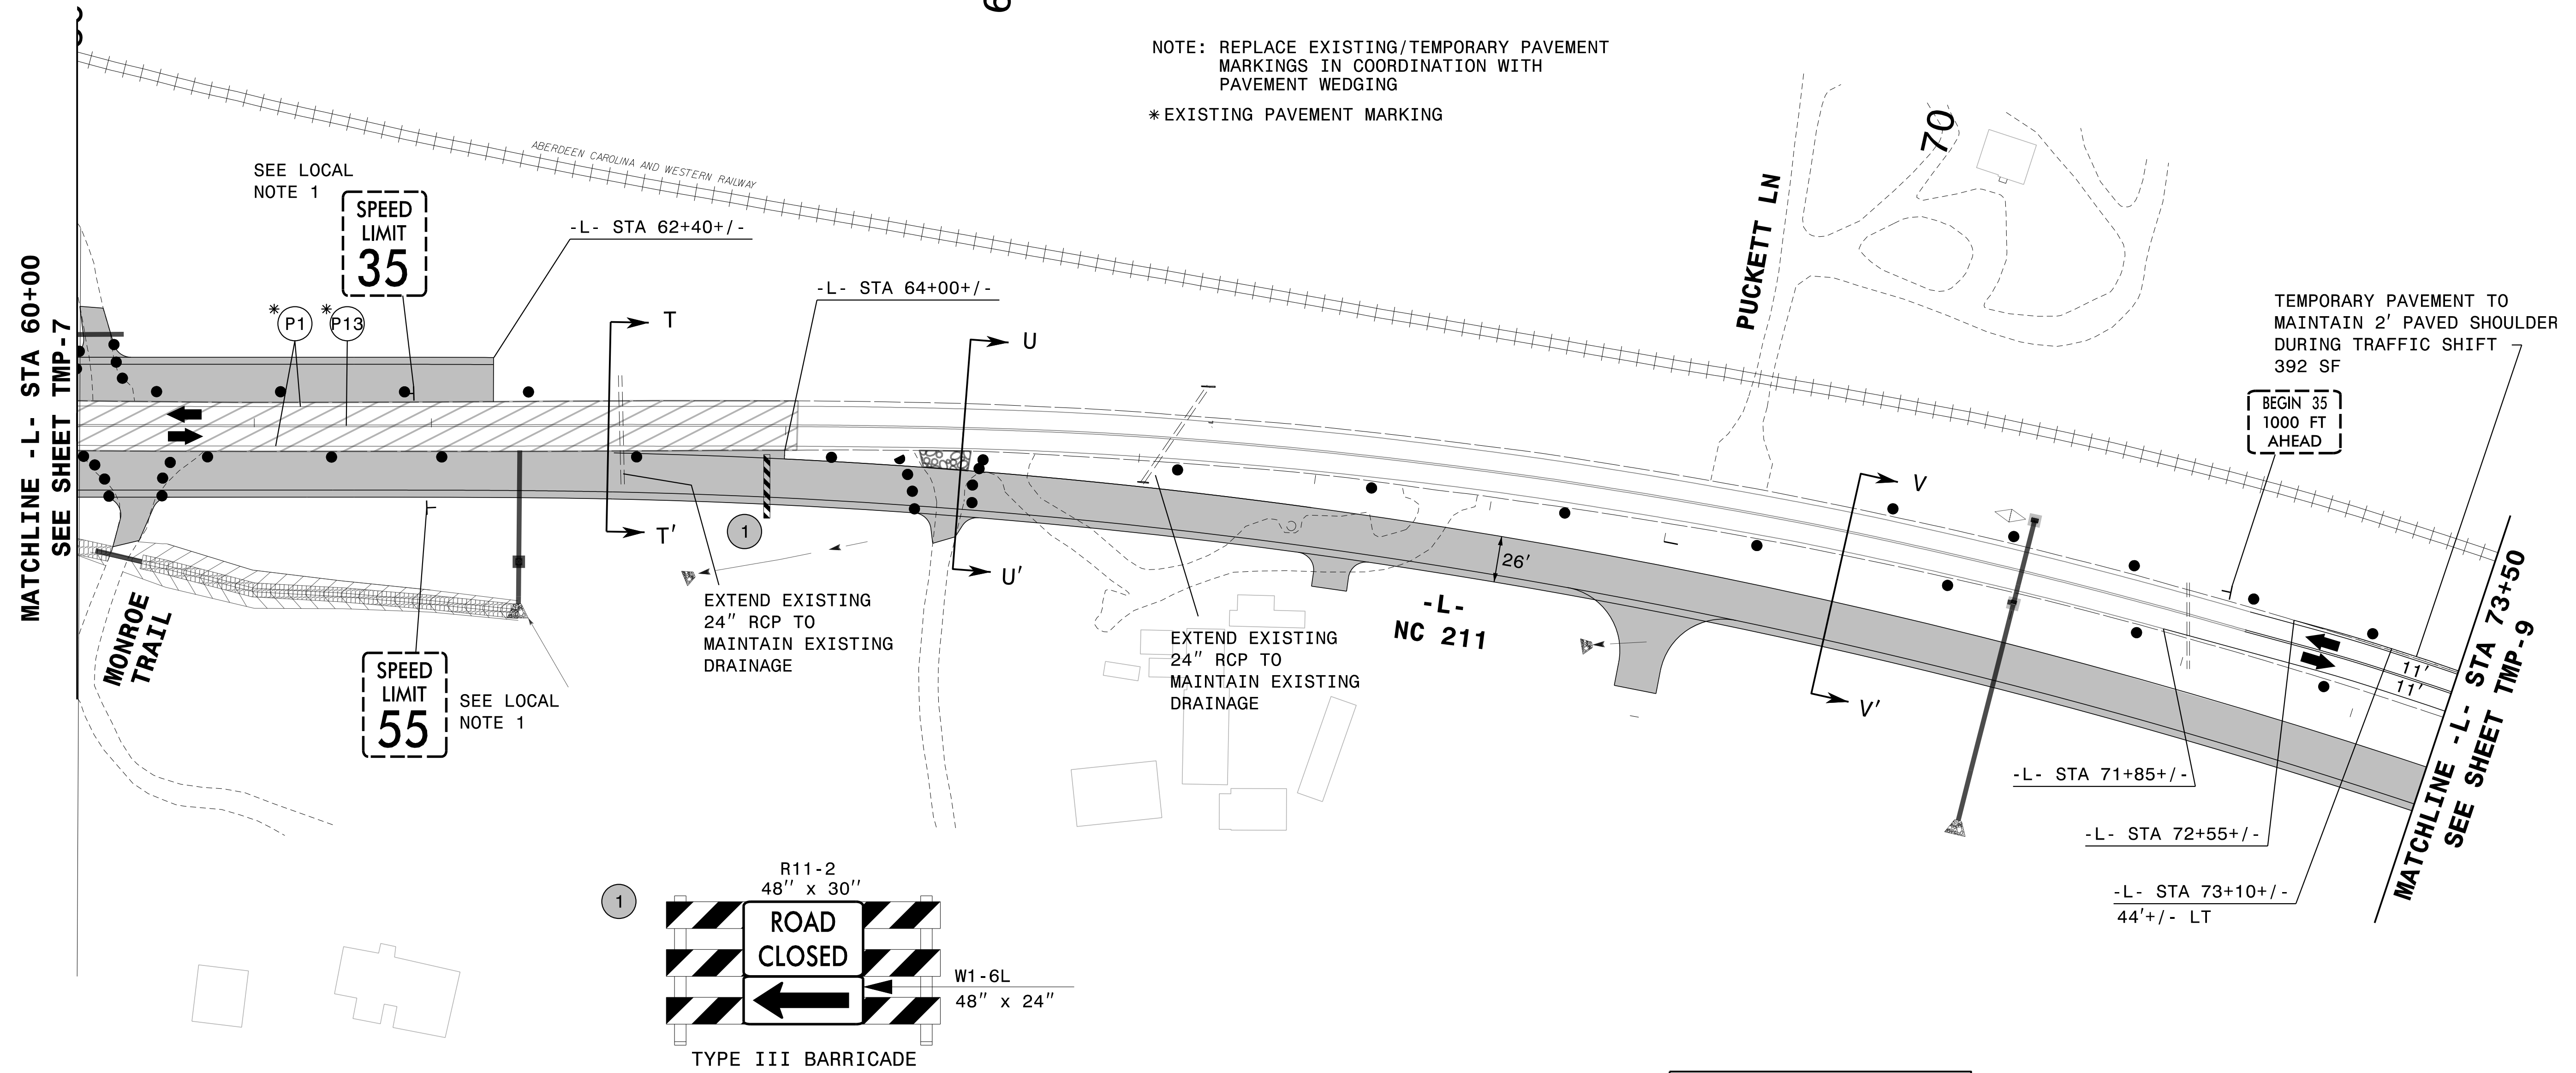 NOTE: REPLACE EXISTING/TEMPORARY PAVEMENT
MARKINGS IN COORDINATION WITH
PAVEMENT WEDGING
*EXISTING PAVEMENT MARKING
ABERDEEN CAROLINA AND WESTERN RAILWAY
SEE LOCAL
NOTE 1
SPEED
LIMIT
35
-L- STA 62+40+/-
-L- STA 64+00+/-
* P1
* P13
T
U
PUCKETT LN
70
TEMPORARY PAVEMENT TO
MAINTAIN 2' PAVED SHOULDER
DURING TRAFFIC SHIFT
392 SF
BEGIN 35
1000 FT
AHEAD
MATCHLINE -L- STA 60+00
SEE SHEET TMP-7
V
T'
1
U'
26'
-L-
NC 211
MONROE
TRAIL
EXTEND EXISTING
24" RCP TO
MAINTAIN EXISTING
DRAINAGE
EXTEND EXISTING
24" RCP TO
MAINTAIN EXISTING
DRAINAGE
SPEED
LIMIT
55
SEE LOCAL
NOTE 1
V'
11'
11'
MATCHLINE -L- STA 73+50
SEE SHEET TMP-9
-L- STA 71+85+/-
-L- STA 72+55+/-
-L- STA 73+10+/-
44'+/- LT
1
R11-2
48" x 30"
ROAD
CLOSED
W1-6L
48" x 24"
TYPE III BARRICADE